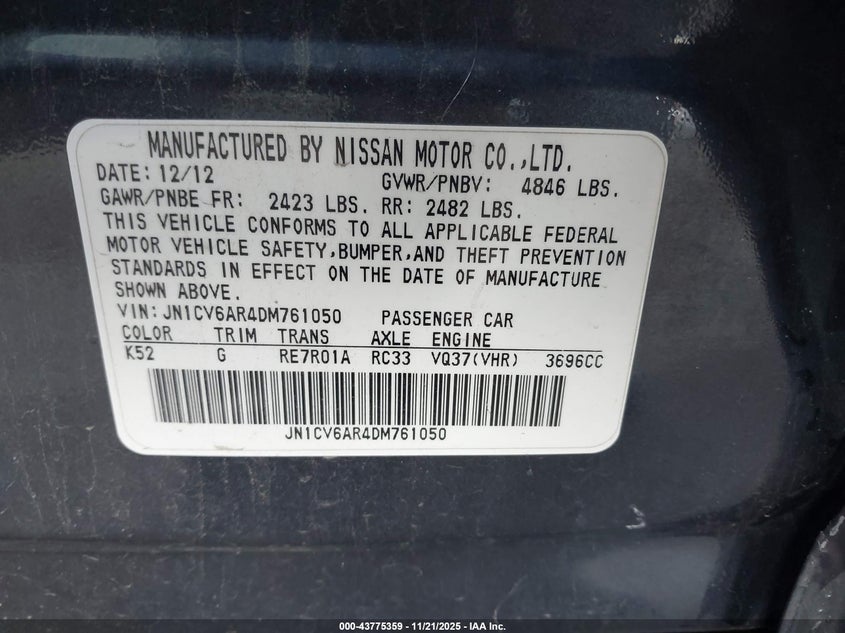 MANUFACTURED BY NISSAN MOTOR CO.,LTD.
DATE: 12/12 GVWR/PNBV: 4846 LBS.
GAWR/PNBE FR: 2423 LBS. RR: 2482 LBS.
THIS VEHICLE CONFORMS TO ALL APPLICABLE FEDERAL
MOTOR VEHICLE SAFETY,BUMPER,AND THEFT PREVENTION
STANDARDS IN EFFECT ON THE DATE OF MANUFACTURE
SHOWN ABOVE.
VIN: JN1CV6AR4DM761050 PASSENGER CAR
COLOR TRIM TRANS AXLE ENGINE
K52 G RE7R01A RC33 VQ37(VHR) 3696CC
JN1CV6AR4DM761050
000-43775359 - 11/21/2025 - IAA Inc.